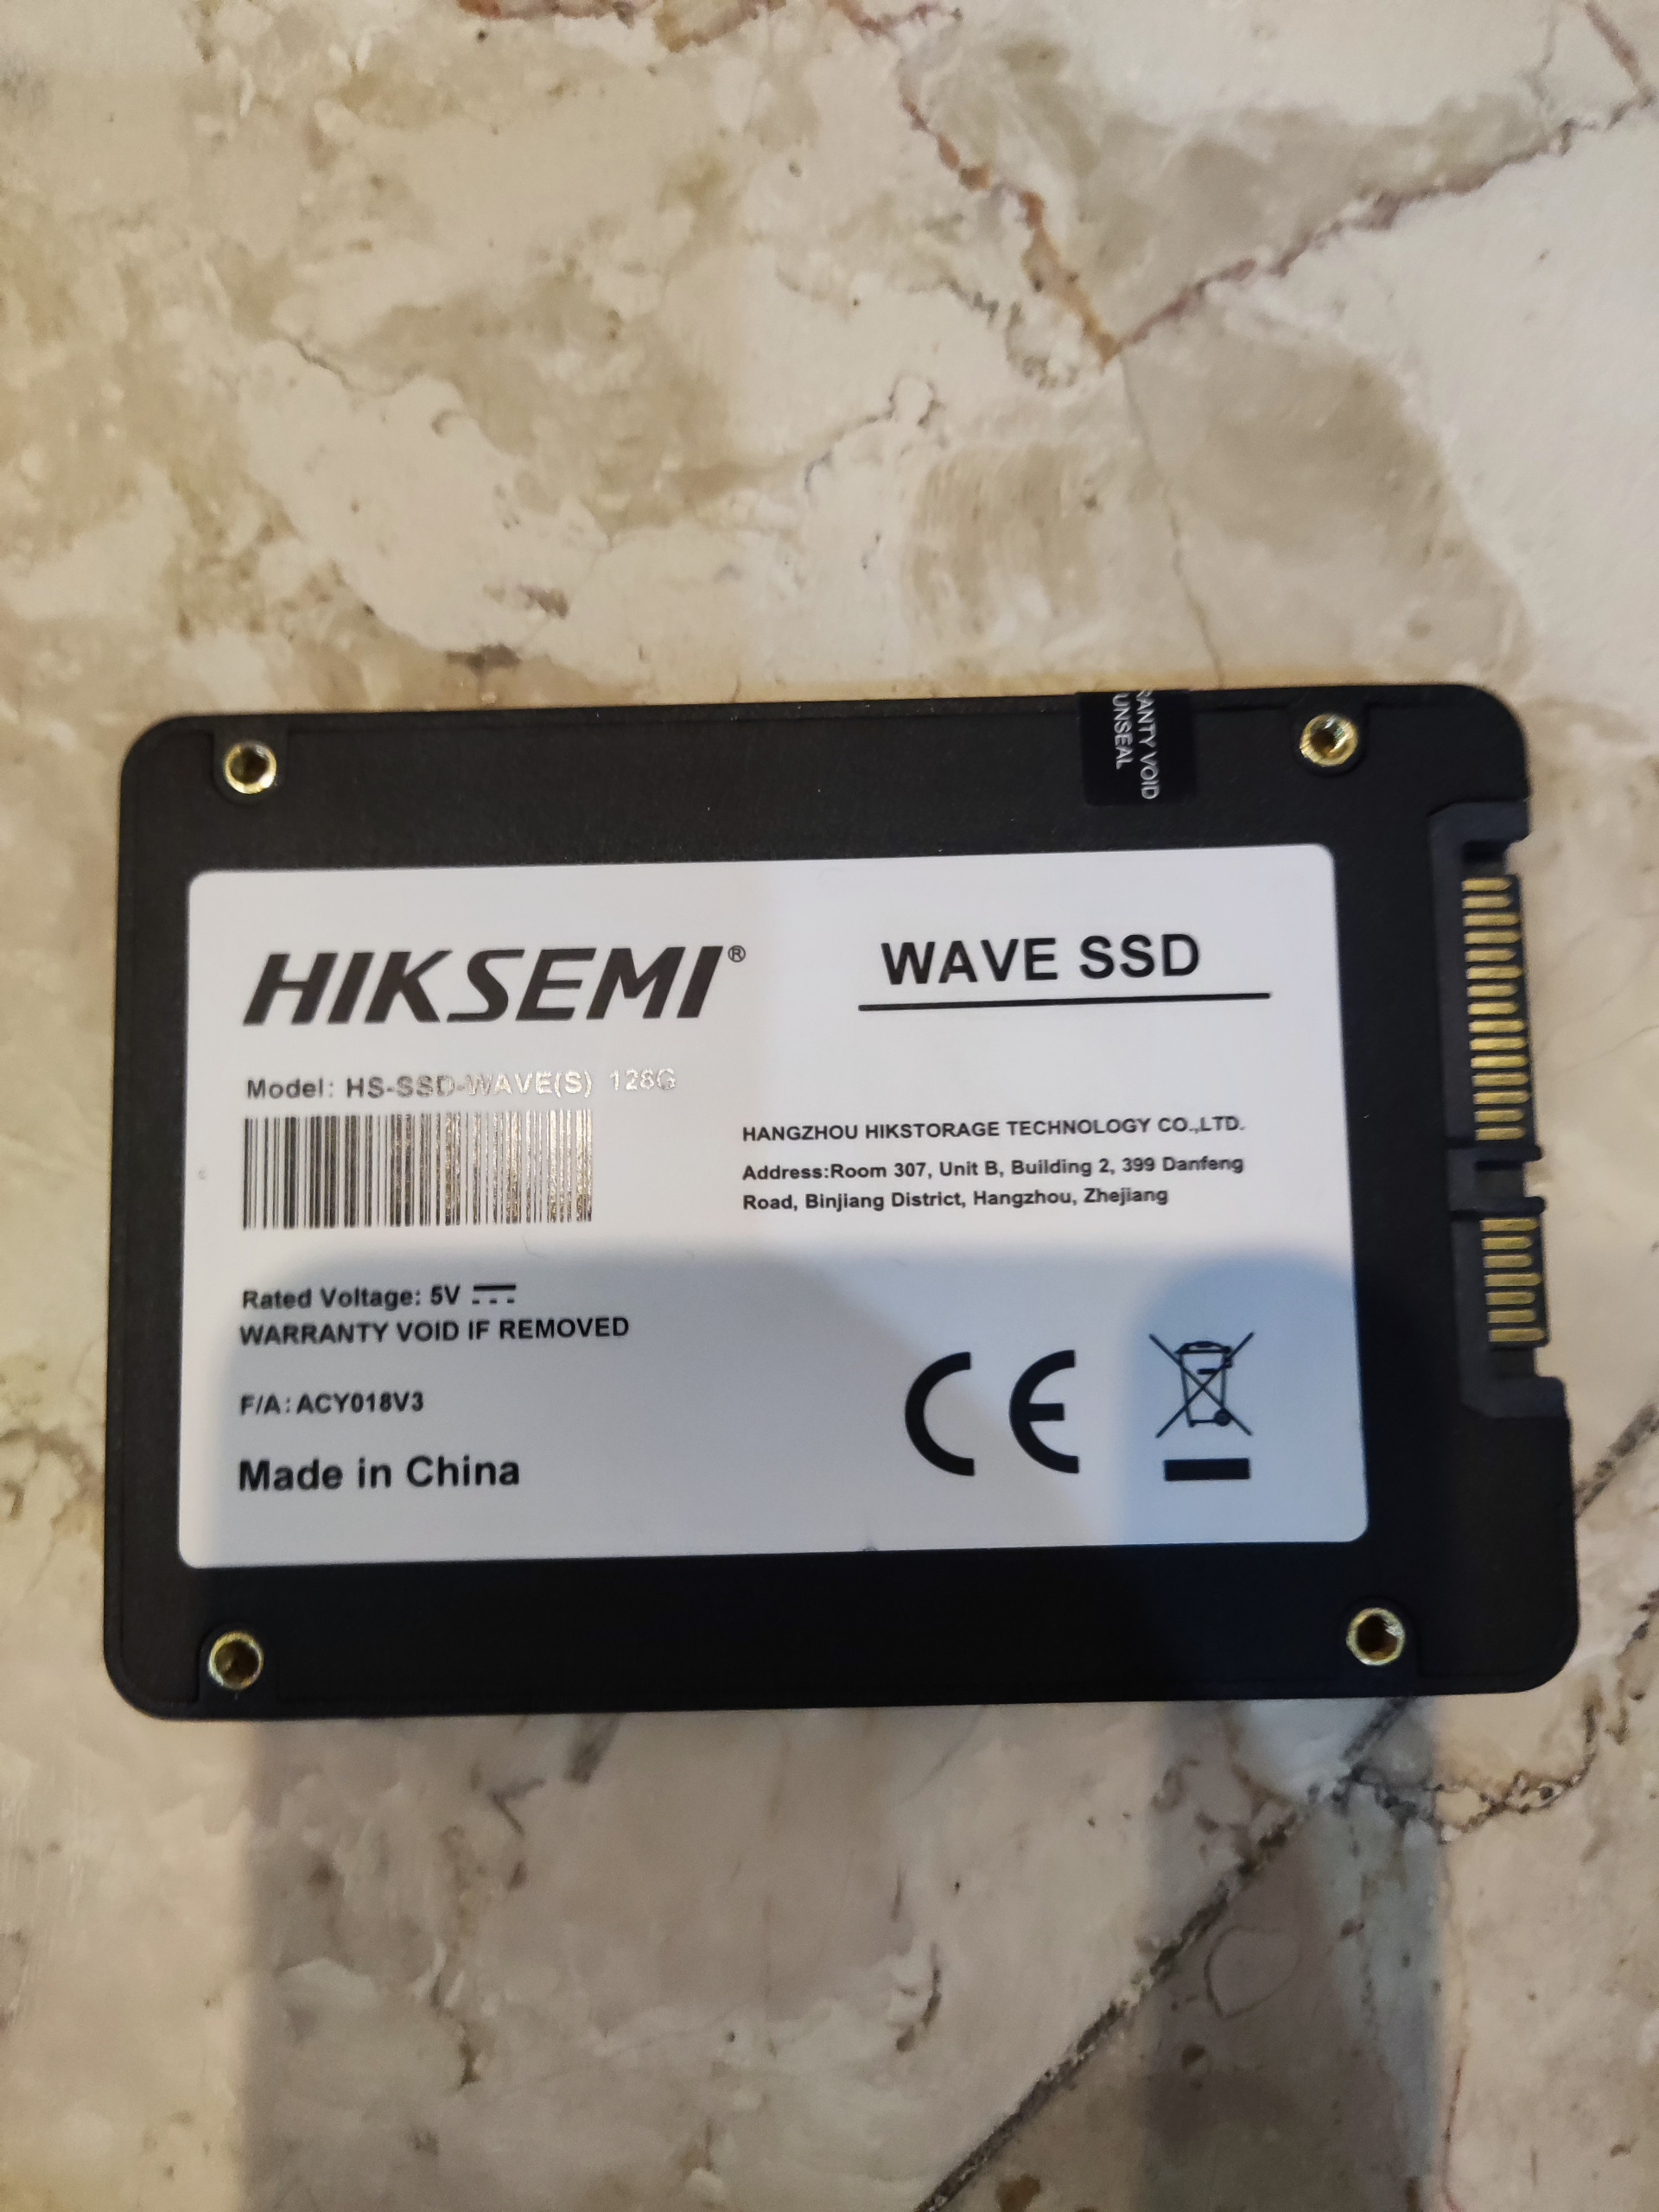 RANTY VOID
UNSEAL
HIKSEMI®
WAVE SSD
Model: HS-SSD-WAVE(S) 128G
HANGZHOU HIKSTORAGE TECHNOLOGY CO.,LTD.
Address:Room 307, Unit B, Building 2, 399 Danfeng
Road, Binjiang District, Hangzhou, Zhejiang
Rated Voltage: 5V
WARRANTY VOID IF REMOVED
F/A: ACY018V3
Made in China
CE